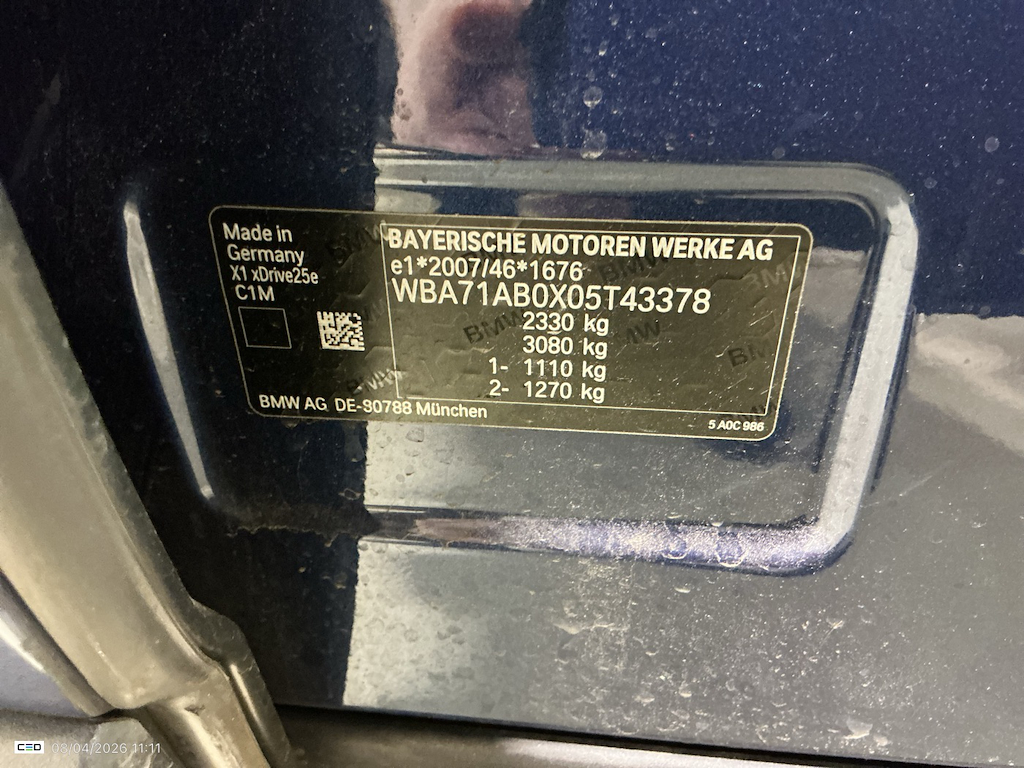 Made in
Germany
X1 xDrive25e
C1M
BAYERISCHE MOTOREN WERKE AG
e1*2007/46*1676
WBA71AB0X05T43378
2330 kg
3080 kg
1- 1110 kg
2- 1270 kg
BMW AG DE-80788 München
5 A0C 986
CEO 08/04/2026 11:11